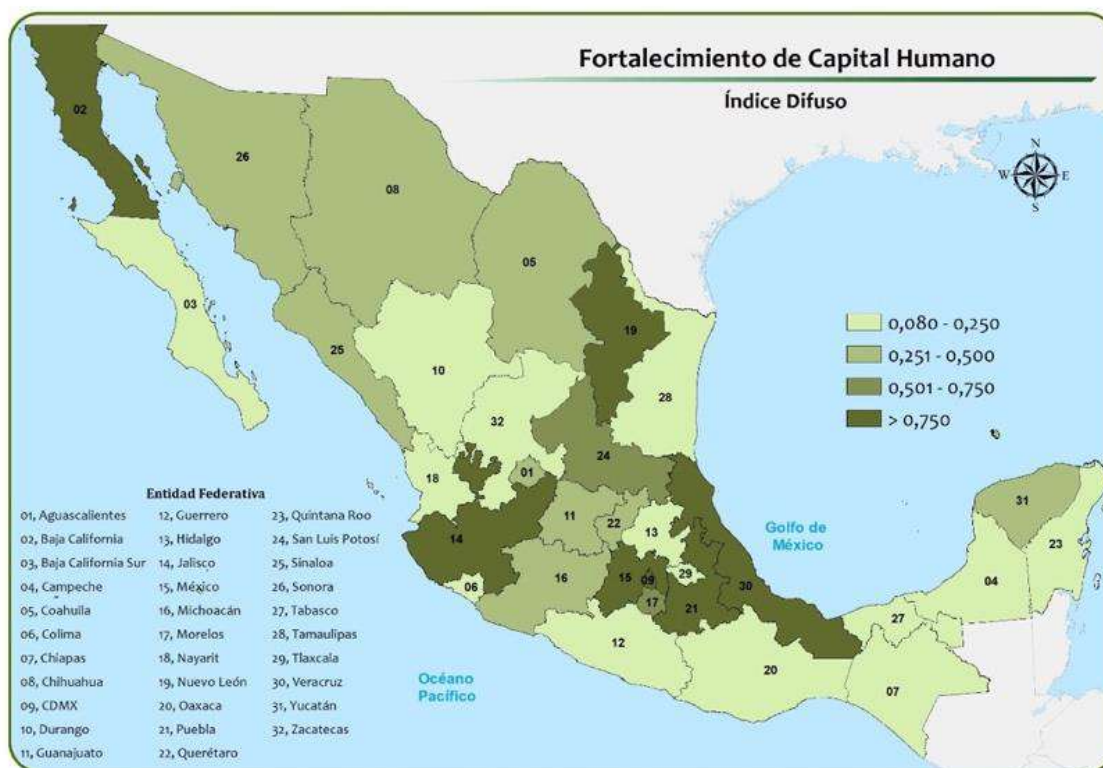 Fortalecimiento de Capital Humano
Índice Difuso
N
W E
S
02
26
08
05
03
19
25
10
28
32
24
18
01
11
22
13
14
16
15
09
29
06
17
21
30
12
20
27
07
04
31
23
0,080 - 0,250
0,251 - 0,500
0,501 - 0,750
> 0,750
Golfo de
México
Océano
Pacífico
Entidad Federativa
01, Aguascalientes
02, Baja California
03, Baja California Sur
04, Campeche
05, Coahuila
06, Colima
07, Chiapas
08, Chihuahua
09, CDMX
10, Durango
11, Guanajuato
12, Guerrero
13, Hidalgo
14, Jalisco
15, México
16, Michoacán
17, Morelos
18, Nayarit
19, Nuevo León
20, Oaxaca
21, Puebla
22, Querétaro
23, Quintana Roo
24, San Luis Potosí
25, Sinaloa
26, Sonora
27, Tabasco
28, Tamaulipas
29, Tlaxcala
30, Veracruz
31, Yucatán
32, Zacatecas